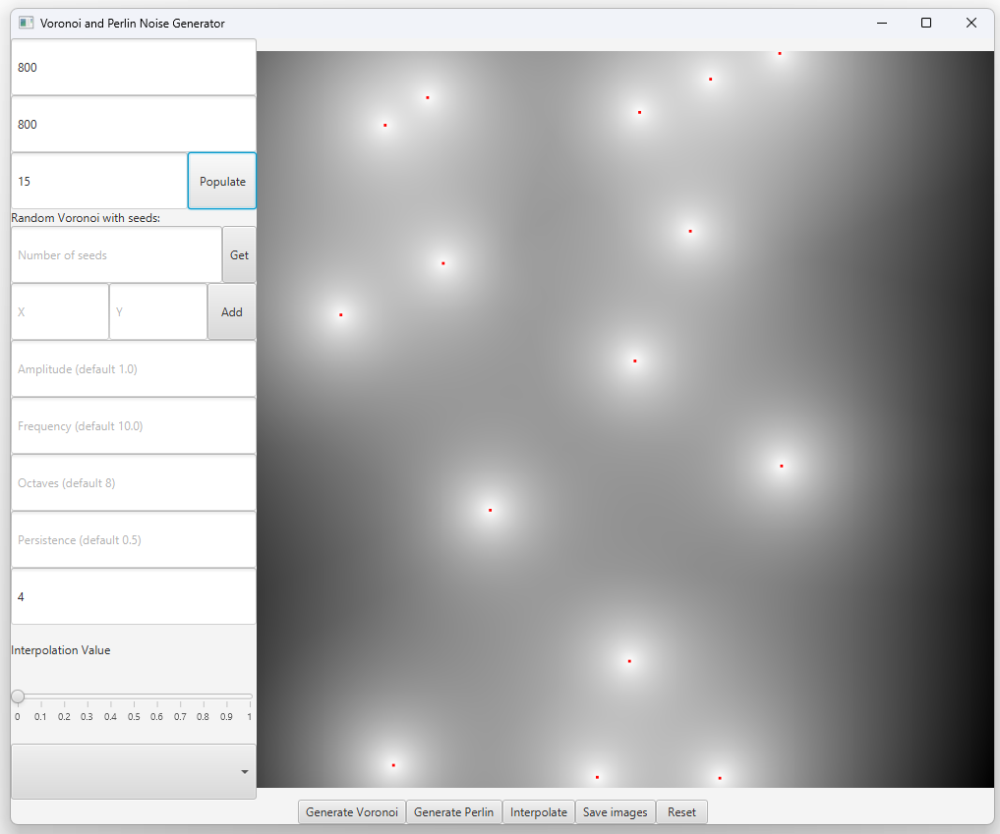 Voronoi and Perlin Noise Generator
800
800
15 Populate
Random Voronoi with seeds:
Number of seeds Get
X Y Add
Amplitude (default 1.0)
Frequency (default 10.0)
Octaves (default 8)
Persistence (default 0.5)
4
Interpolation Value
0 0.1 0.2 0.3 0.4 0.5 0.6 0.7 0.8 0.9 1
Generate Voronoi Generate Perlin Interpolate Save images Reset